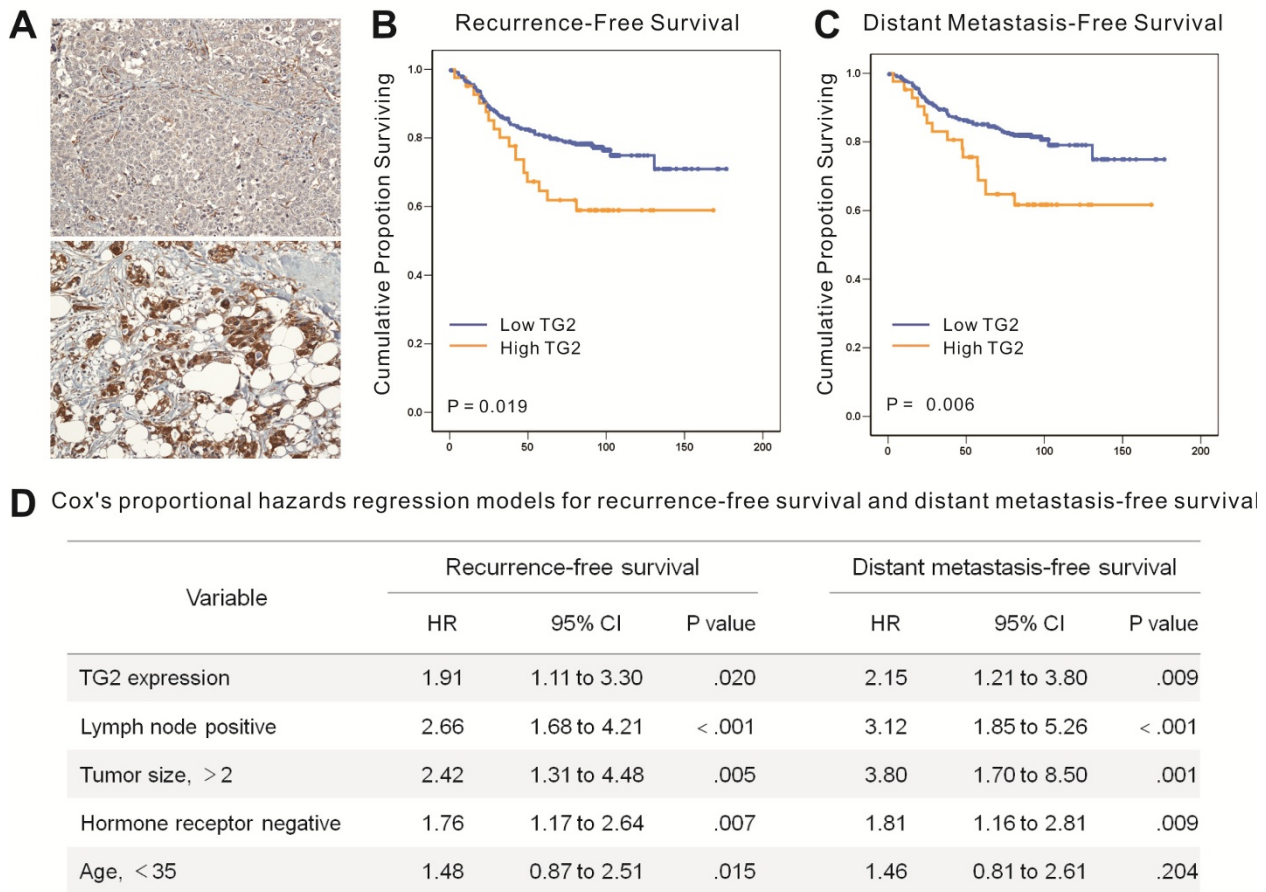 A
B
Recurrence-Free Survival
C
Distant Metastasis-Free Survival
Cumulative Propotion Surviving
1.0
0.8
0.6
0.4
0.2
0.0
Low TG2
High TG2
P = 0.019
0 50 100 150 200
Cumulative Propotion Surviving
1.0
0.8
0.6
0.4
0.2
0.0
Low TG2
High TG2
P = 0.006
0 50 100 150 200
D Cox's proportional hazards regression models for recurrence-free survival and distant metastasis-free survival
Variable Recurrence-free survival Distant metastasis-free survival
HR 95% CI P value HR 95% CI P value
TG2 expression 1.91 1.11 to 3.30 .020 2.15 1.21 to 3.80 .009
Lymph node positive 2.66 1.68 to 4.21 < .001 3.12 1.85 to 5.26 < .001
Tumor size, >2 2.42 1.31 to 4.48 .005 3.80 1.70 to 8.50 .001
Hormone receptor negative 1.76 1.17 to 2.64 .007 1.81 1.16 to 2.81 .009
Age, <35 1.48 0.87 to 2.51 .015 1.46 0.81 to 2.61 .204